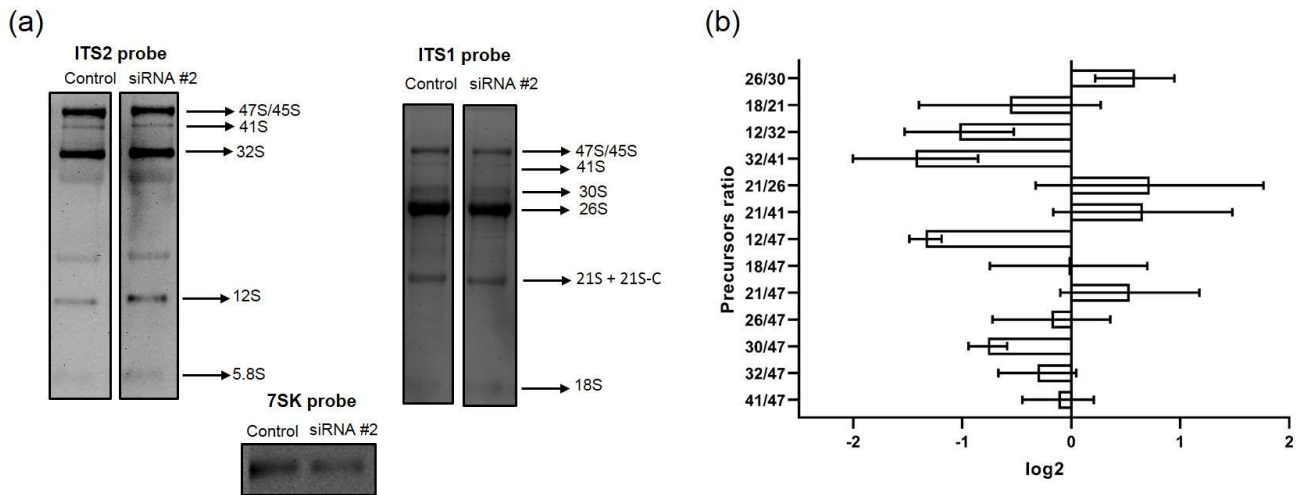 (a)
ITS2 probe
Control siRNA #2
47S/45S
41S
32S
12S
5.8S
ITS1 probe
Control siRNA #2
47S/45S
41S
30S
26S
21S + 21S-C
18S
7SK probe
Control siRNA #2
(b)
Precursors ratio
26/30
18/21
12/32
32/41
21/26
21/41
12/47
18/47
21/47
26/47
30/47
32/47
41/47
-2 -1 0 1 2
log2